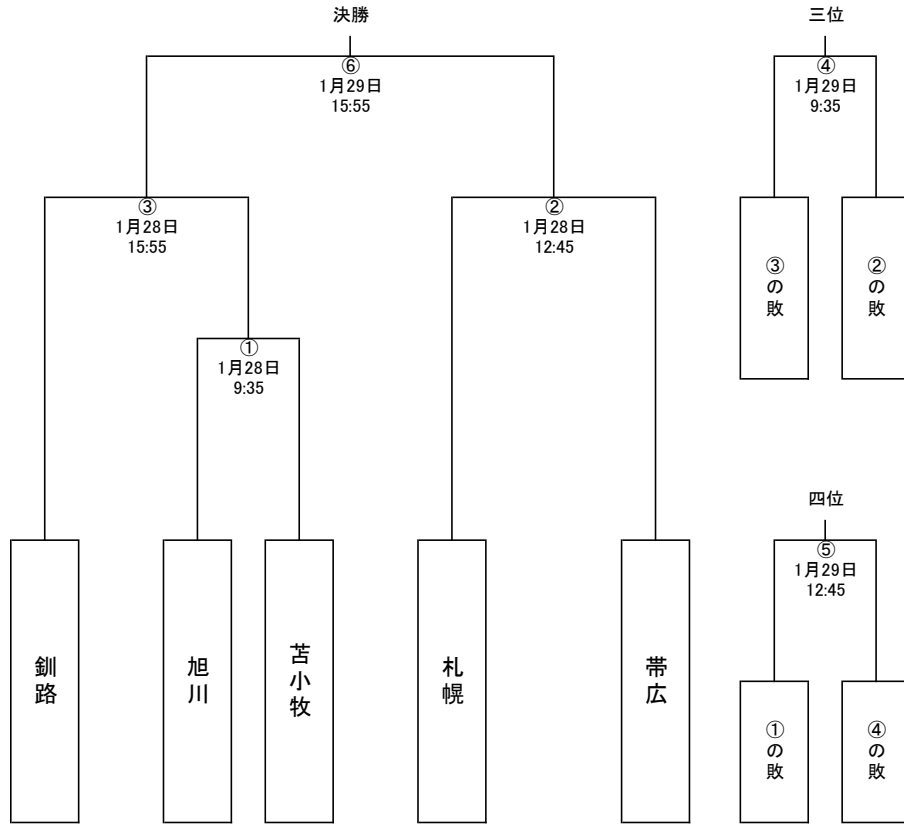 決勝
⑥
1月29日
15:55
③
1月28日
15:55
②
1月28日
12:45
①
1月28日
9:35
釧路
旭川
苫小牧
札幌
帯広
三位
④
1月29日
9:35
③の敗
②の敗
四位
⑤
1月29日
12:45
①の敗
④の敗